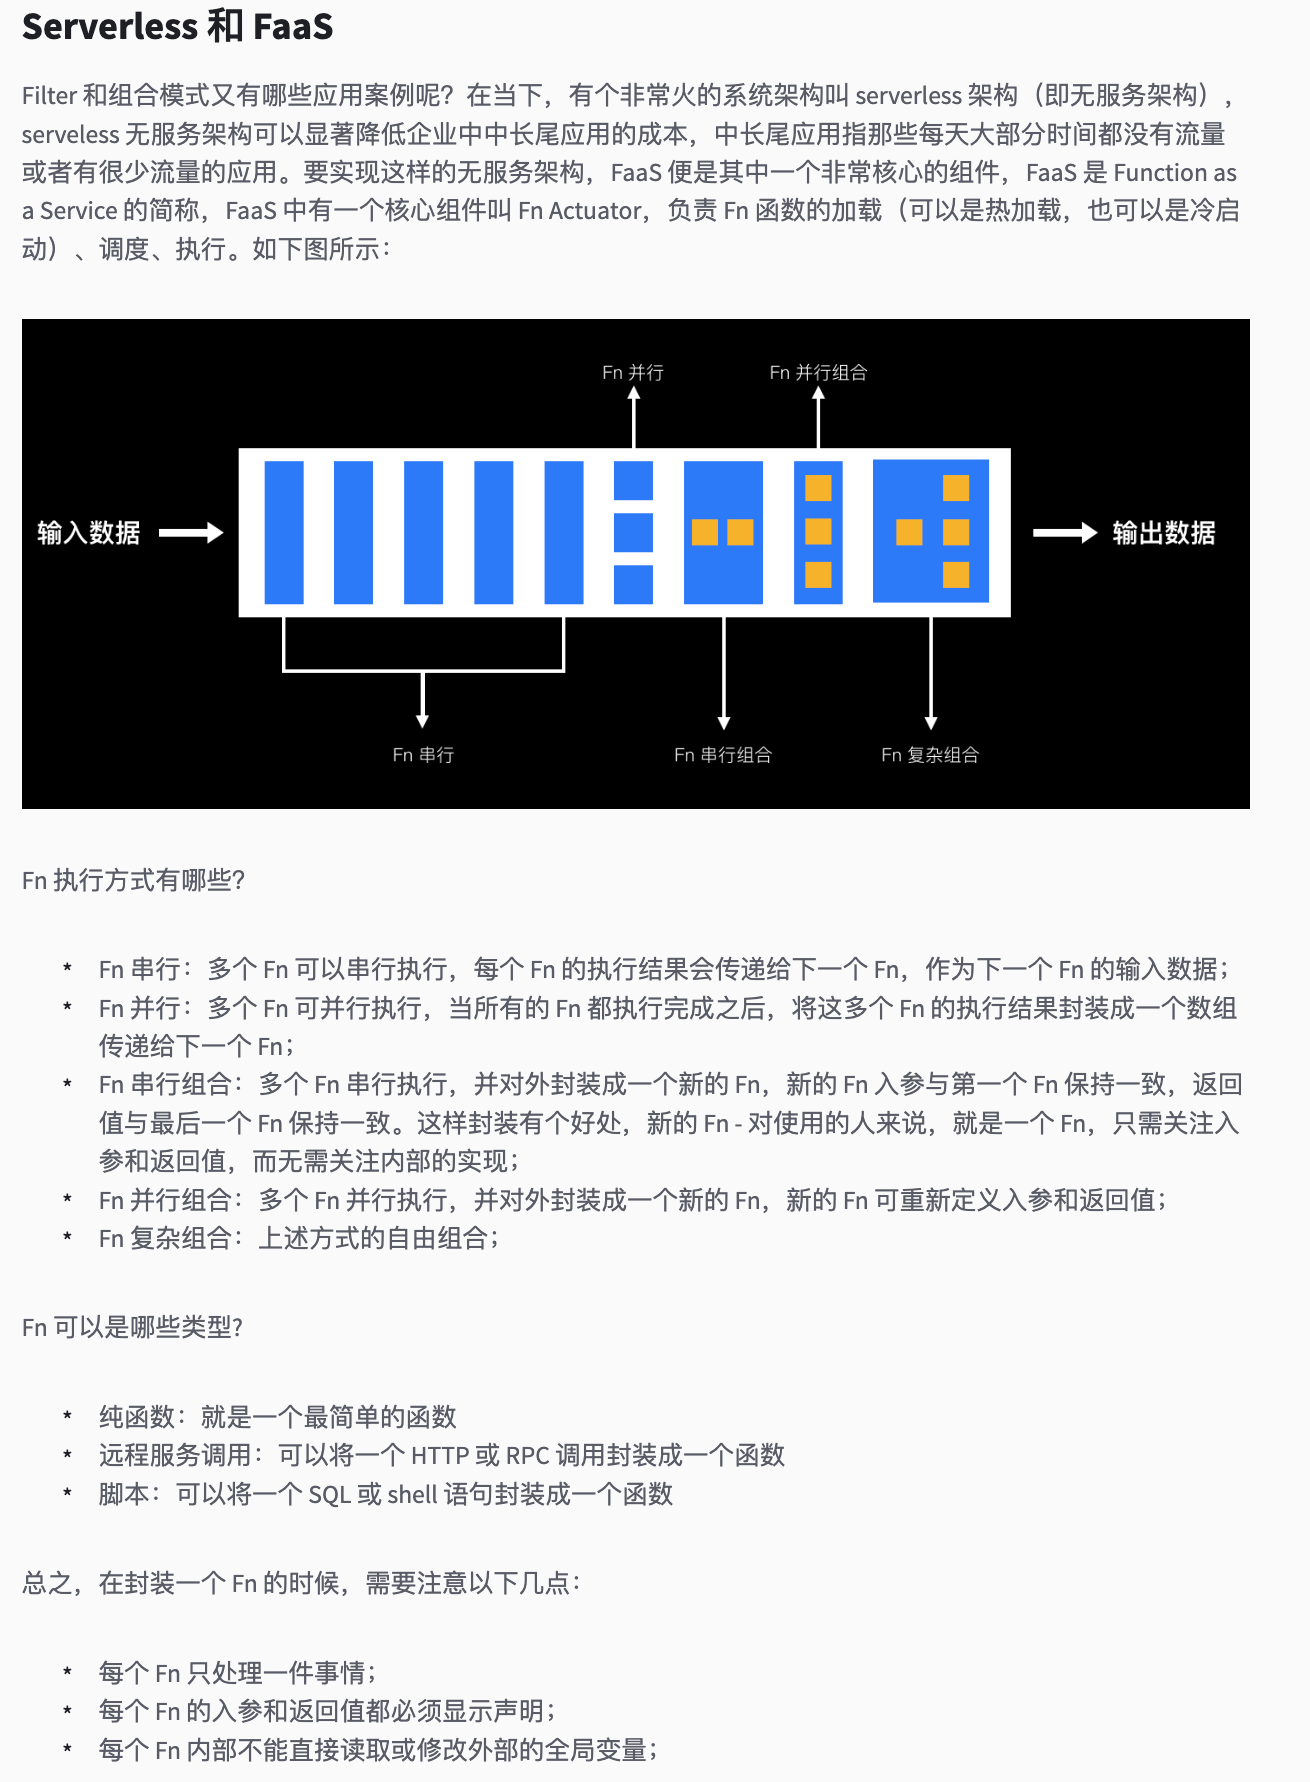 Serverless 和 FaaS
Filter 和组合模式又有哪些应用案例呢？在当下，有个非常火的系统架构叫 serverless 架构（即无服务架构），
serveless 无服务架构可以显著降低企业中中长尾应用的成本，中长尾应用指那些每天大部分时间都没有流量
或者有很少流量的应用。要实现这样的无服务架构，FaaS 便是其中一个非常核心的组件，FaaS 是 Function as
a Service 的简称，FaaS 中有一个核心组件叫 Fn Actuator，负责 Fn 函数的加载（可以是热加载，也可以是冷启
动）、调度、执行。如下图所示：
Fn 并行
Fn 并行组合
输入数据
输出数据
Fn 串行
Fn 串行组合
Fn 复杂组合
Fn 执行方式有哪些？
* Fn 串行：多个 Fn 可以串行执行，每个 Fn 的执行结果会传递给下一个 Fn，作为下一个 Fn 的输入数据；
* Fn 并行：多个 Fn 可并行执行，当所有的 Fn 都执行完成之后，将这多个 Fn 的执行结果封装成一个数组
传递给下一个 Fn；
* Fn 串行组合：多个 Fn 串行执行，并对外封装成一个新的 Fn，新的 Fn 入参与第一个 Fn 保持一致，返回
值与最后一个 Fn 保持一致。这样封装有个好处，新的 Fn - 对使用的人来说，就是一个 Fn，只需关注入
参和返回值，而无需关注内部的实现；
* Fn 并行组合：多个 Fn 并行执行，并对外封装成一个新的 Fn，新的 Fn 可重新定义入参和返回值；
* Fn 复杂组合：上述方式的自由组合；
Fn 可以是哪些类型？
* 纯函数：就是一个最简单的函数
* 远程服务调用：可以将一个 HTTP 或 RPC 调用封装成一个函数
* 脚本：可以将一个 SQL 或 shell 语句封装成一个函数
总之，在封装一个 Fn 的时候，需要注意以下几点：
* 每个 Fn 只处理一件事情；
* 每个 Fn 的入参和返回值都必须显示声明；
* 每个 Fn 内部不能直接读取或修改外部的全局变量；